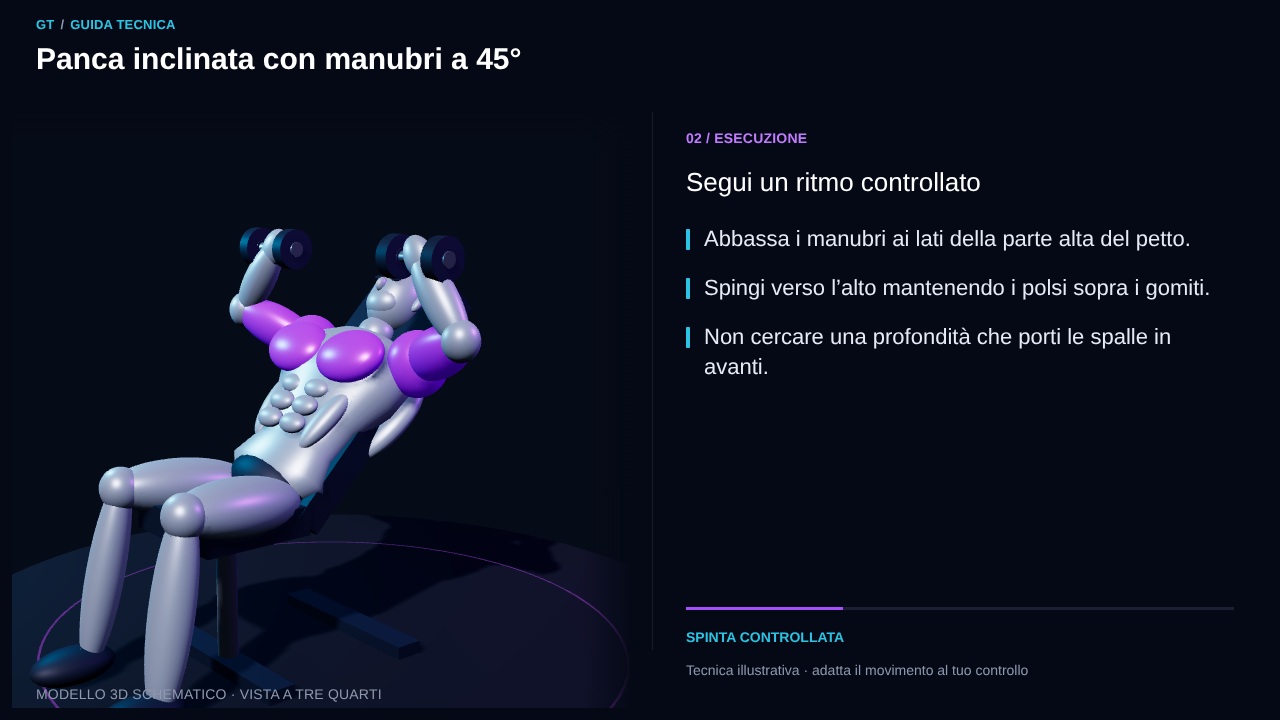 GT / GUIDA TECNICA
Panca inclinata con manubri a 45°
02 / ESECUZIONE
Segui un ritmo controllato
Abbassa i manubri ai lati della parte alta del petto.
Spingi verso l’alto mantenendo i polsi sopra i gomiti.
Non cercare una profondità che porti le spalle in
avanti.
SPINTA CONTROLLATA
Tecnica illustrativa · adatta il movimento al tuo controllo
MODELLO 3D SCHEMATICO · VISTA A TRE QUARTI